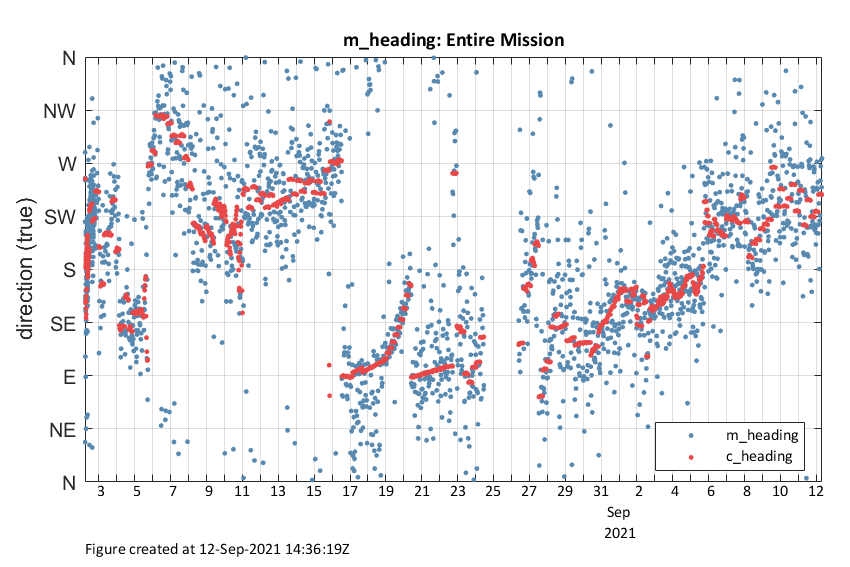 m_heading: Entire Mission
direction (true)
N
NW
W
SW
S
SE
E
NE
N
3 5 7 9 11 13 15 17 19 21 23 25 27 29 31 2 4 6 8 10 12
Sep
2021
m_heading
c_heading
Figure created at 12-Sep-2021 14:36:19Z